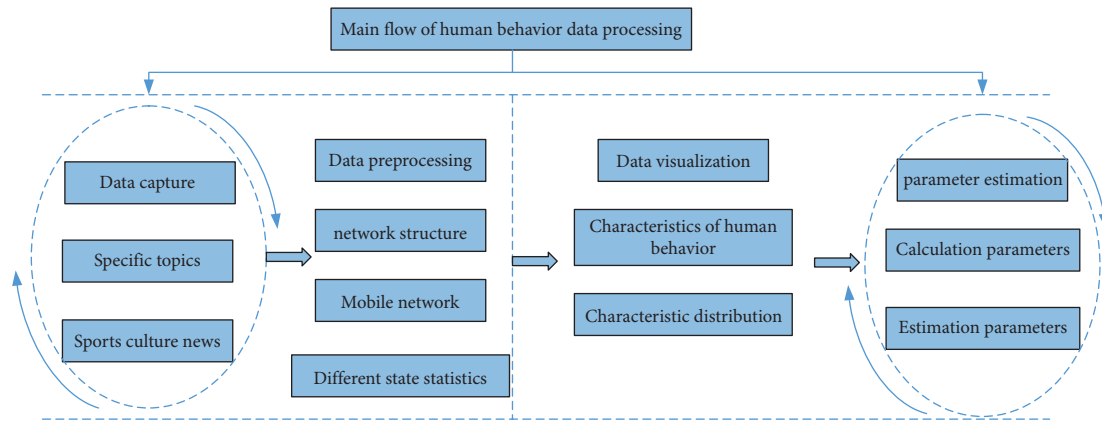 Main flow of human behavior data processing
Data capture
Specific topics
Sports culture news
Data preprocessing
network structure
Mobile network
Different state statistics
Data visualization
Characteristics of human
behavior
Characteristic distribution
parameter estimation
Calculation parameters
Estimation parameters